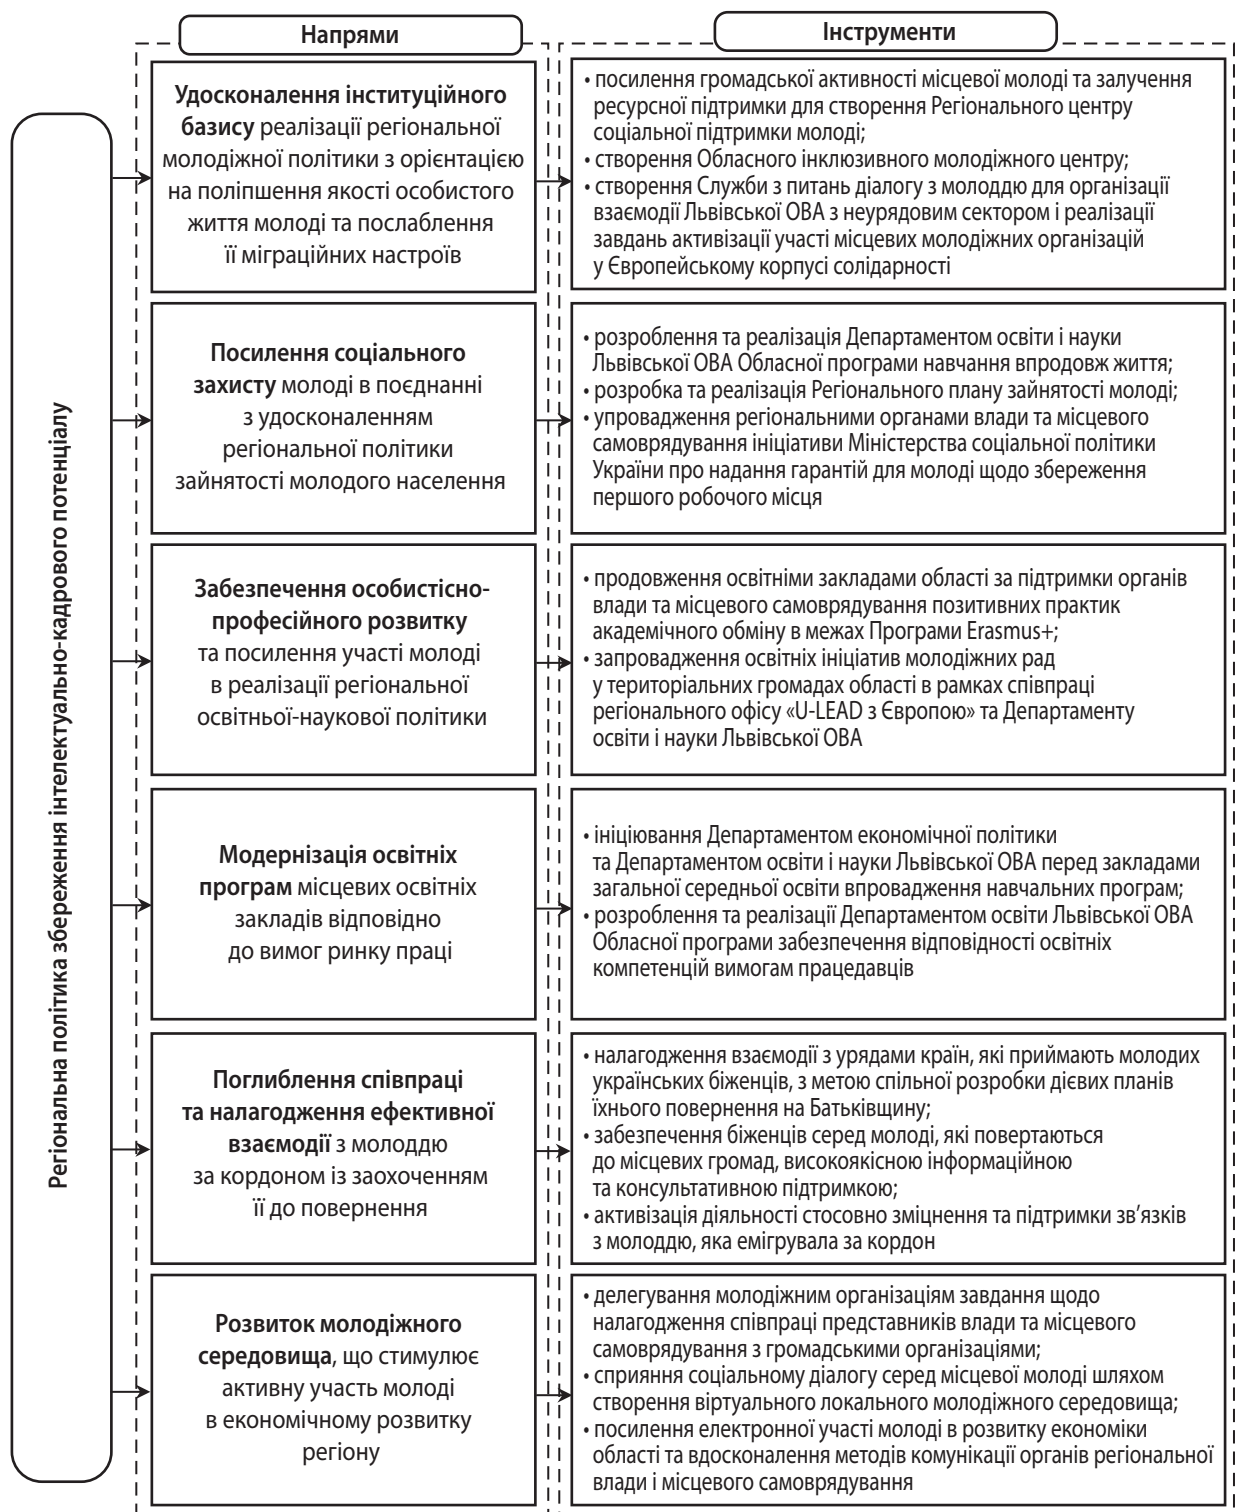 Напрями
Інструменти
Регіональна політика збереження інтелектуально-кадрового потенціалу
Удосконалення інституційного
базису реалізації регіональної
молодіжної політики з орієнтацією
на поліпшення якості особистого
життя молоді та послаблення
її міграційних настроїв
• посилення громадської активності місцевої молоді та залучення
ресурсної підтримки для створення Регіонального центру
соціальної підтримки молоді;
• створення Обласного інклюзивного молодіжного центру;
• створення Служби з питань діалогу з молоддю для організації
взаємодії Львівської ОВА з неурядовим сектором і реалізації
завдань активізації участі місцевих молодіжних організацій
у Європейському корпусі солідарності
Посилення соціального
захисту молоді в поєднанні
з удосконаленням
регіональної політики
зайнятості молодого населення
• розроблення та реалізація Департаментом освіти і науки
Львівської ОВА Обласної програми навчання впродовж життя;
• розробка та реалізація Регіонального плану зайнятості молоді;
• упровадження регіональними органами влади та місцевого
самоврядування ініціативи Міністерства соціальної політики
України про надання гарантій для молоді щодо збереження
першого робочого місця
Забезпечення особистісно-
професійного розвитку
та посилення участі молоді
в реалізації регіональної
освітньої-наукової політики
• продовження освітніми закладами області за підтримки органів
влади та місцевого самоврядування позитивних практик
академічного обміну в межах Програми Erasmus+;
• запровадження освітніх ініціатив молодіжних рад
у територіальних громадах області в рамках співпраці
регіонального офісу «U-LEAD з Європою» та Департаменту
освіти і науки Львівської ОВА
Модернізація освітніх
програм місцевих освітніх
закладів відповідно
до вимог ринку праці
• ініціювання Департаментом економічної політики
та Департаментом освіти і науки Львівської ОВА перед закладами
загальної середньої освіти впровадження навчальних програм;
• розроблення та реалізації Департаментом освіти Львівської ОВА
Обласної програми забезпечення відповідності освітніх
компетенцій вимогам працедавців
Поглиблення співпраці
та налагодження ефективної
взаємодії з молоддю
за кордоном із заохоченням
її до повернення
• налагодження взаємодії з урядами країн, які приймають молодих
українських біженців, з метою спільної розробки дієвих планів
їхнього повернення на Батьківщину;
• забезпечення біженців серед молоді, які повертаються
до місцевих громад, високоякісною інформаційною
та консультативною підтримкою;
• активізація діяльності стосовно зміцнення та підтримки зв’язків
з молоддю, яка емігрувала за кордон
Розвиток молодіжного
середовища, що стимулює
активну участь молоді
в економічному розвитку
регіону
• делегування молодіжним організаціям завдання щодо
налагодження співпраці представників влади та місцевого
самоврядування з громадськими організаціями;
• сприяння соціальному діалогу серед місцевої молоді шляхом
створення віртуального локального молодіжного середовища;
• посилення електронної участі молоді в розвитку економіки
області та вдосконалення методів комунікації органів регіональної
влади і місцевого самоврядування